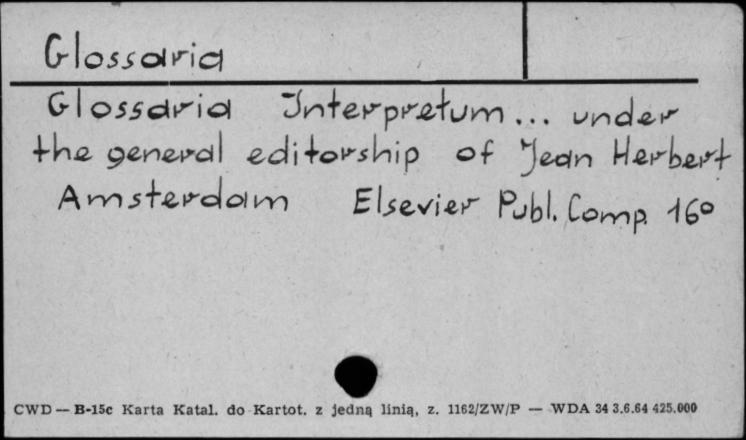 Glossaria
Glossaria Interpretum... under
the general editorship of Jean Herbert
Amsterdam Elsevier Publ. Comp. 16°
CWD — B-15c Karta Katal. do Kartot. z jedną linią, z. 1162/ZW/P — WDA 34 3.6.64 425.000